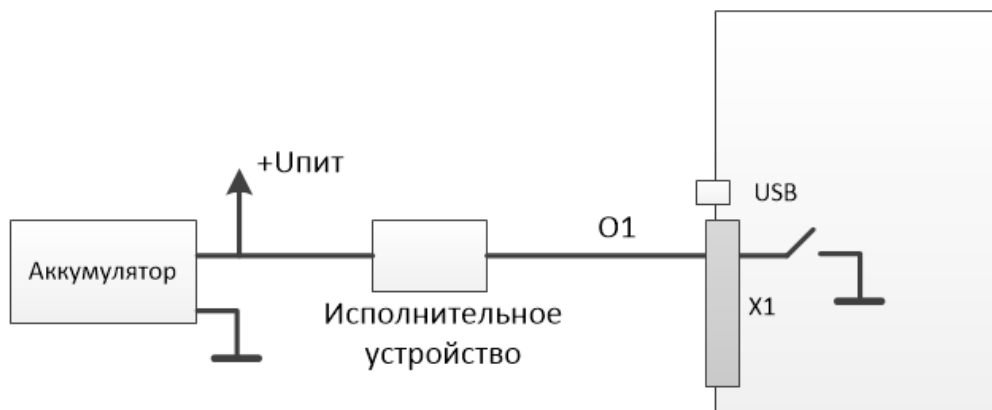 +Uпит
USB
O1
Аккумулятор
X1
Исполнительное
устройство